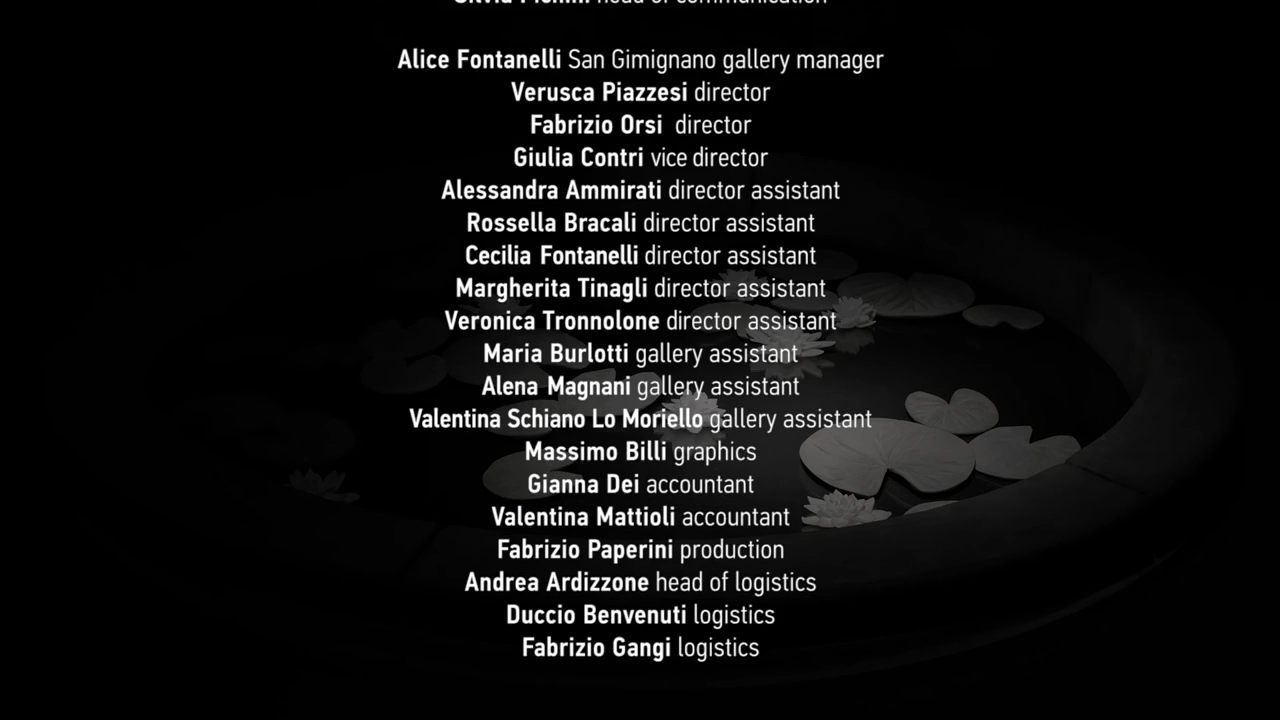 head of communication
Alice Fontanelli San Gimignano gallery manager
Verusca Piazzesi director
Fabrizio Orsi director
Giulia Contri vice director
Alessandra Ammirati director assistant
Rossella Bracali director assistant
Cecilia Fontanelli director assistant
Margherita Tinagli director assistant
Veronica Tronnolone director assistant
Maria Burlotti gallery assistant
Alena Magnani gallery assistant
Valentina Schiano Lo Moriello gallery assistant
Massimo Billi graphics
Gianna Dei accountant
Valentina Mattioli accountant
Fabrizio Paperini production
Andrea Ardizzone head of logistics
Duccio Benvenuti logistics
Fabrizio Gangi logistics